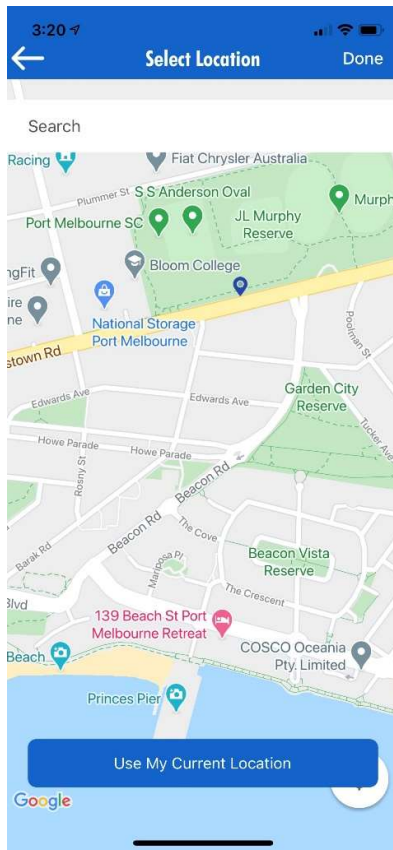 3:20
Select Location
Done
Search
Racing
Fiat Chrysler Australia
Plummer St
S S Anderson Oval
Murph
Port Melbourne SC
JL Murphy
Reserve
ngFit
Bloom College
ire
ne
National Storage
Port Melbourne
Poolman St
stown Rd
Garden City
Reserve
Edwards Ave
Edwards Ave
Tucker Ave
Howe Parade
Howe Parade
Rosny St
Beacon Rd
Beacon Rd
The Cove
Barak Rd
Mariposa Pl
Beacon Vista
Reserve
The Crescent
Blvd
139 Beach St Port
Melbourne Retreat
COSCO Oceania
Pty. Limited
Beach
Princes Pier
Use My Current Location
Google